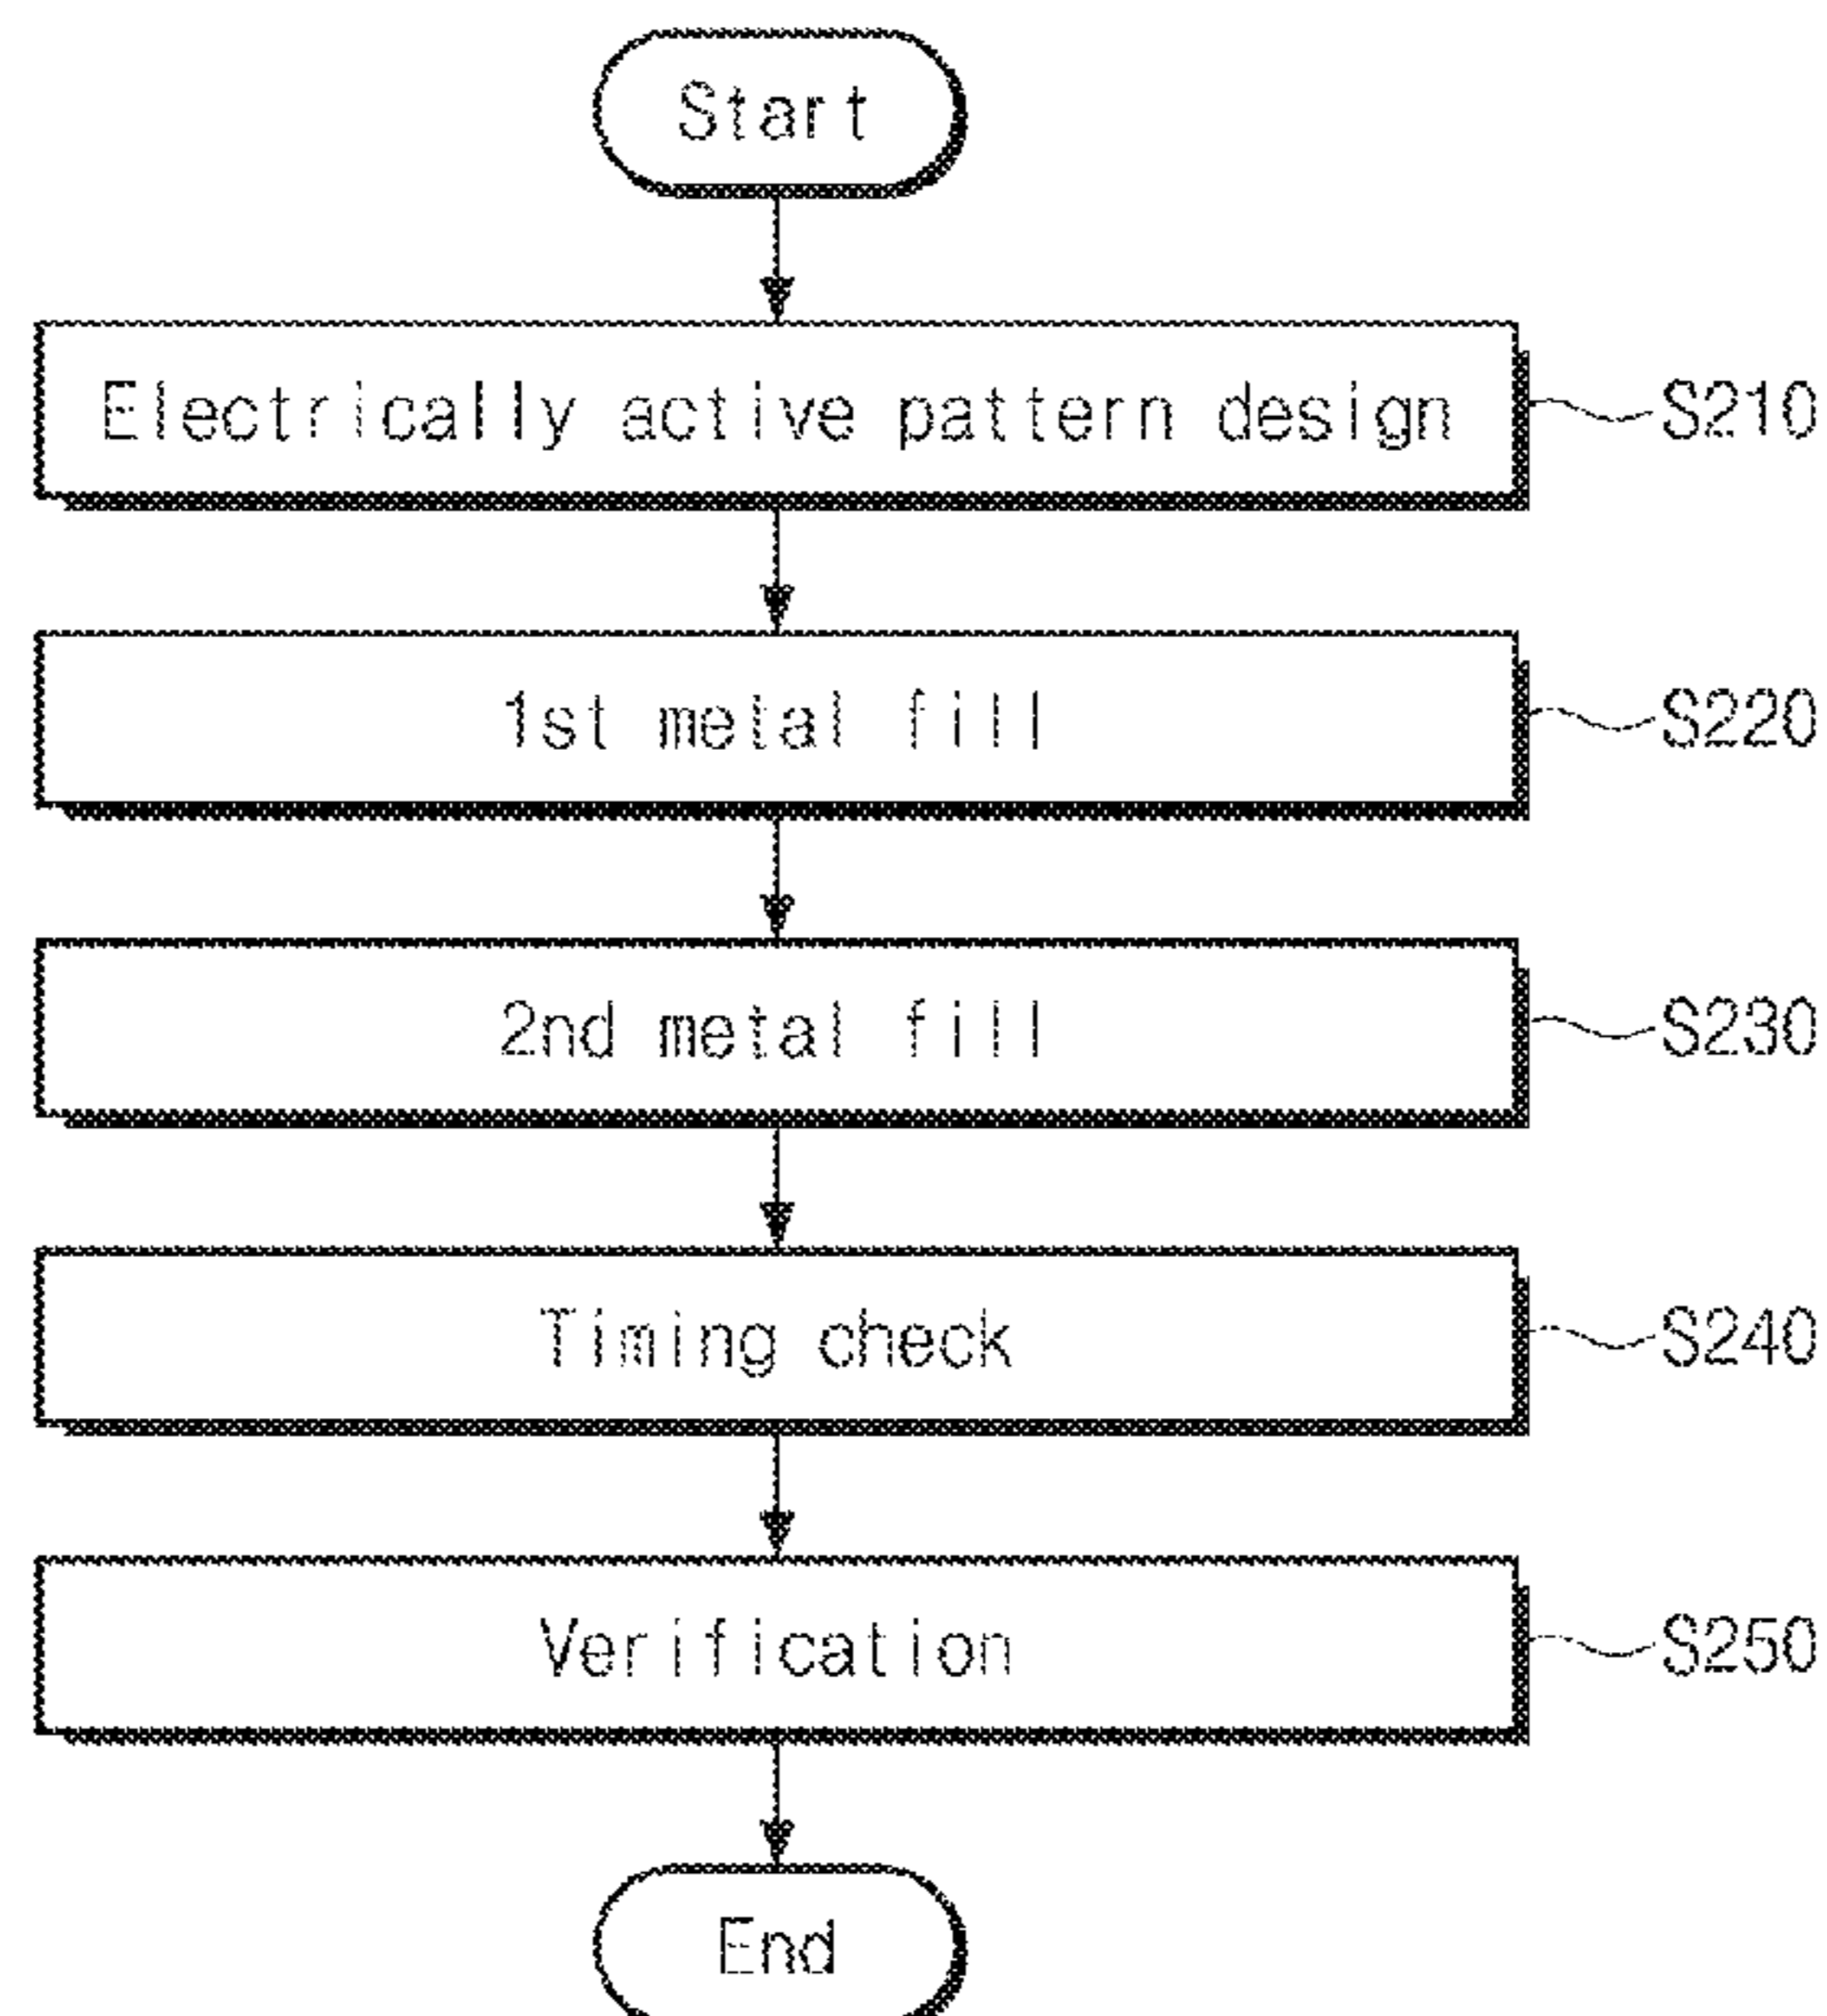 Start
Electrically active pattern design
S210
1st metal fill
S220
2nd metal fill
S230
Timing check
S240
Verification
S250
End